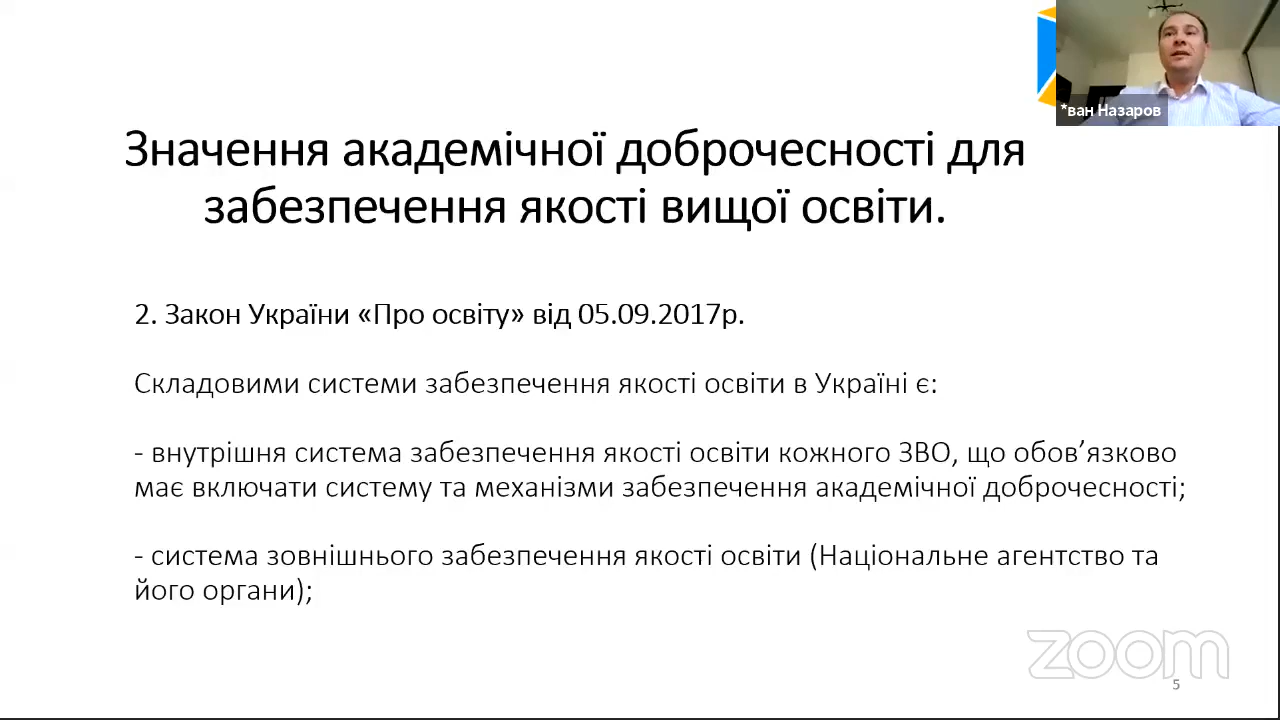 *ван Назаров
Значення академічної доброчесності для
забезпечення якості вищої освіти.
2. Закон України «Про освіту» від 05.09.2017р.
Складовими системи забезпечення якості освіти в Україні є:
- внутрішня система забезпечення якості освіти кожного ЗВО, що обов’язково
має включати систему та механізми забезпечення академічної доброчесності;
- система зовнішнього забезпечення якості освіти (Національне агентство та
його органи);
zoom
5